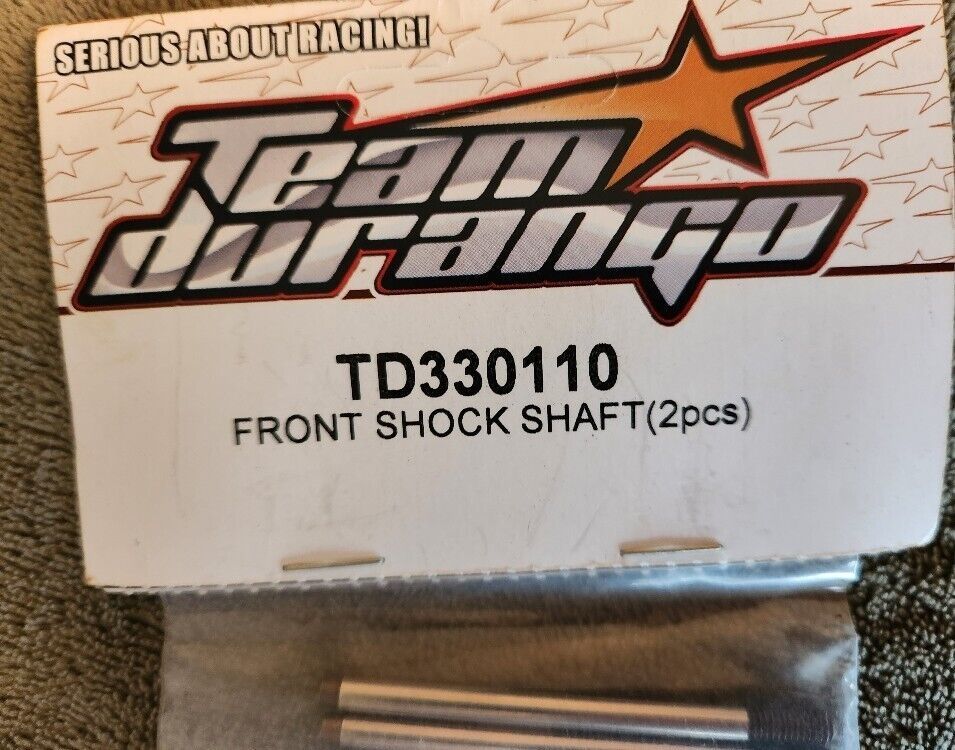 SERIOUS ABOUT RACING!
Team
durango
TD330110
FRONT SHOCK SHAFT(2pcs)